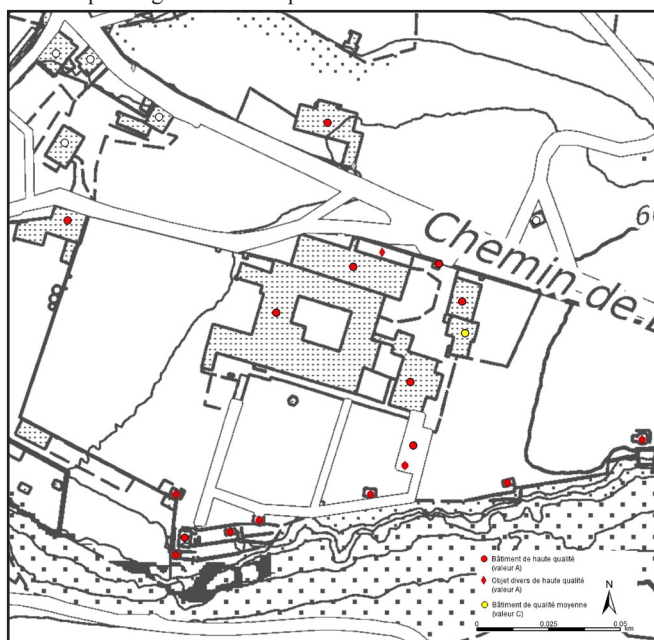 Chemin de
Bâtiment de haute qualité
(valeur A)
Objet divers de haute qualité
(valeur A)
Bâtiment de qualité moyenne
(valeur C)
N
0
0.025
0.05
km